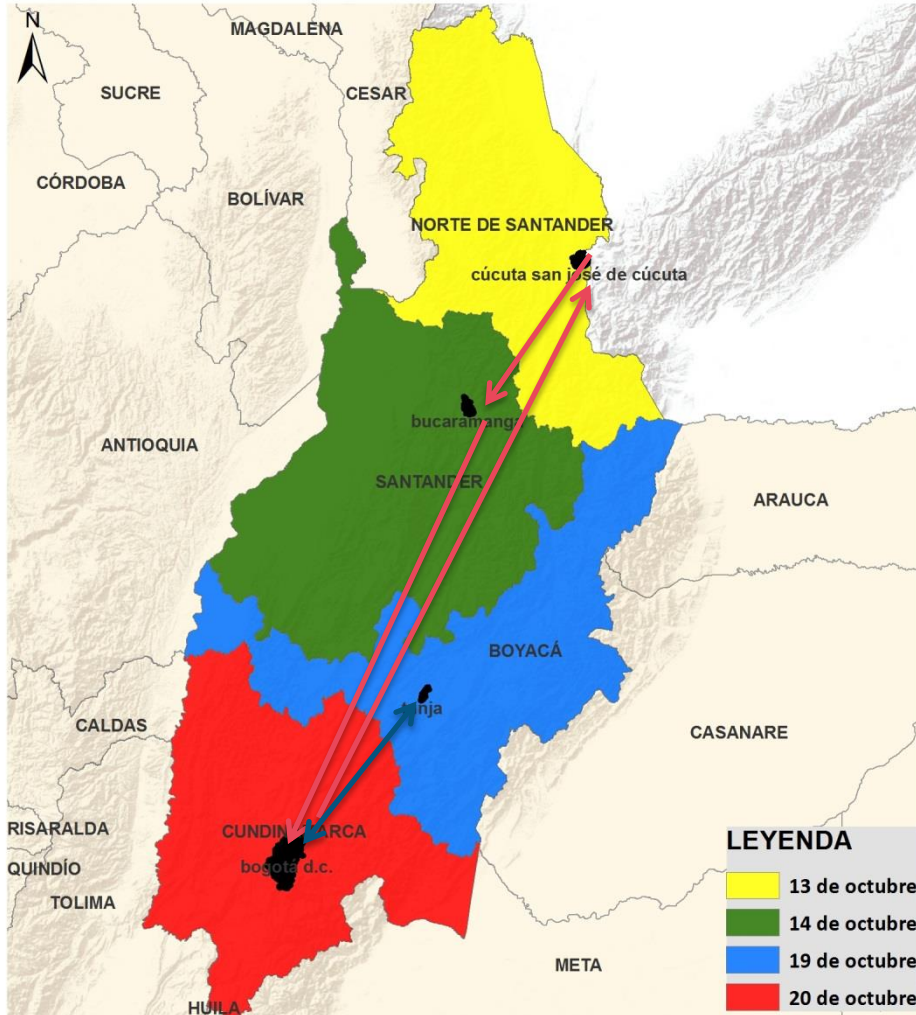 N
MAGDALENA
SUCRE
CESAR
CÓRDOBA
BOLÍVAR
NORTE DE SANTANDER
cúcuta san josé de cúcuta
bucaramanga
ANTIOQUIA
SANTANDER
ARAUCA
BOYACÁ
tunja
CALDAS
CASANARE
RISARALDA
CUNDINAMARCA
QUINDÍO
bogotá d.c.
TOLIMA
META
HUILA
LEYENDA
13 de octubre
14 de octubre
19 de octubre
20 de octubre